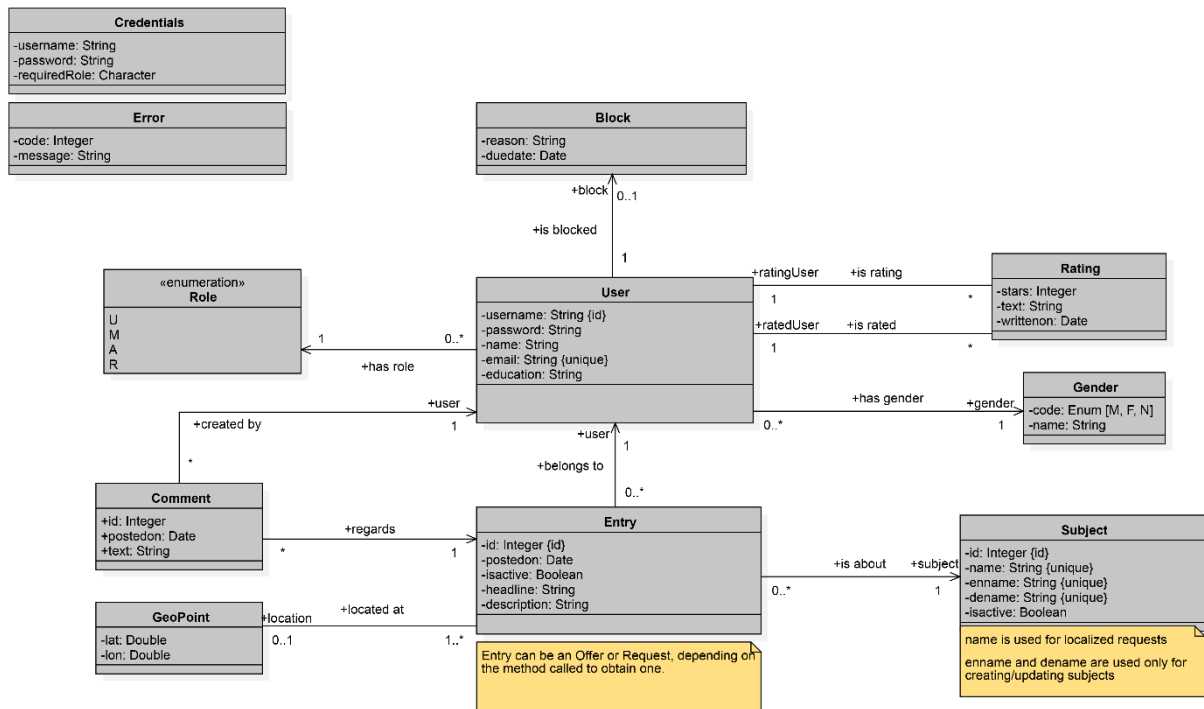 Credentials
-username: String
-password: String
-requiredRole: Character
Error
-code: Integer
-message: String
Block
-reason: String
-duedate: Date
+block
0..1
+is blocked
1
«enumeration»
Role
U
M
A
R
1
0..*
+has role
User
-username: String {id}
-password: String
-name: String
-email: String {unique}
-education: String
+ratingUser
+is rating
1
*
+ratedUser
+is rated
1
*
Rating
-stars: Integer
-text: String
-writtenon: Date
+has gender
+gender
0..*
1
Gender
-code: Enum [M, F, N]
-name: String
+user
+created by
1
*
+user
1
+belongs to
0..*
Comment
+id: Integer
+postedon: Date
+text: String
+regards
*
1
Entry
-id: Integer {id}
-postedon: Date
-isactive: Boolean
-headline: String
-description: String
+is about
+subject
0..*
1
Subject
-id: Integer {id}
-name: String {unique}
-enname: String {unique}
-dename: String {unique}
-isactive: Boolean
GeoPoint
-lat: Double
-lon: Double
+location
+located at
0..1
1..*
Entry can be an Offer or Request, depending on
the method called to obtain one.
name is used for localized requests
enname and dename are used only for
creating/updating subjects